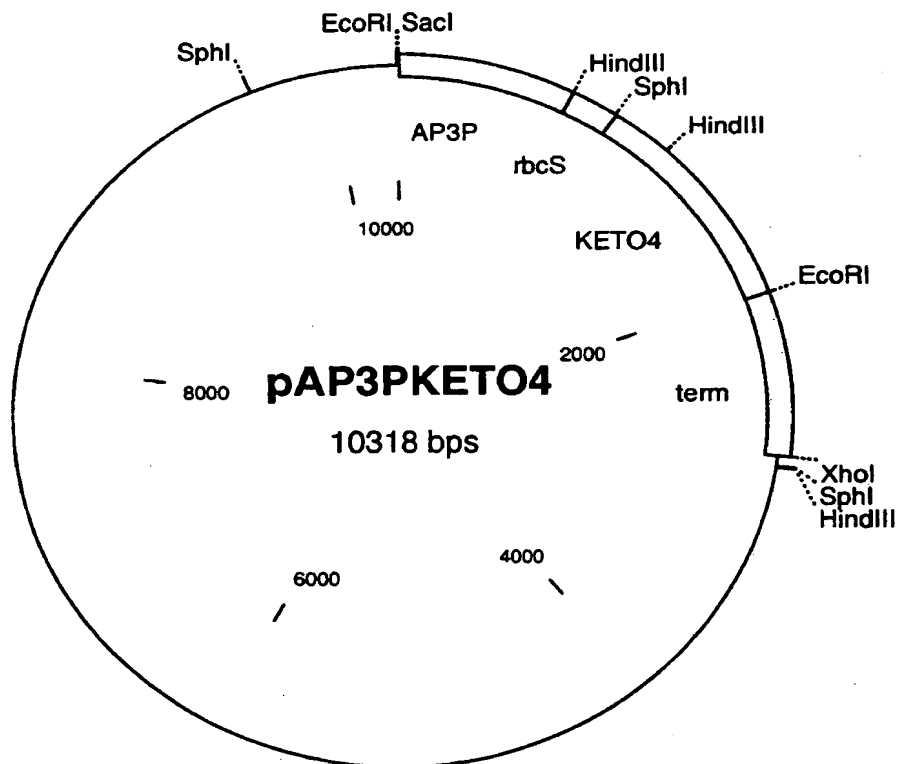 EcoRI SacI
SphI
HindIII
SphI
HindIII
AP3P
rbcS
10000
KETO4
EcoRI
2000
8000
pAP3PKETO4
term
10318 bps
XhoI
SphI
HindIII
4000
6000